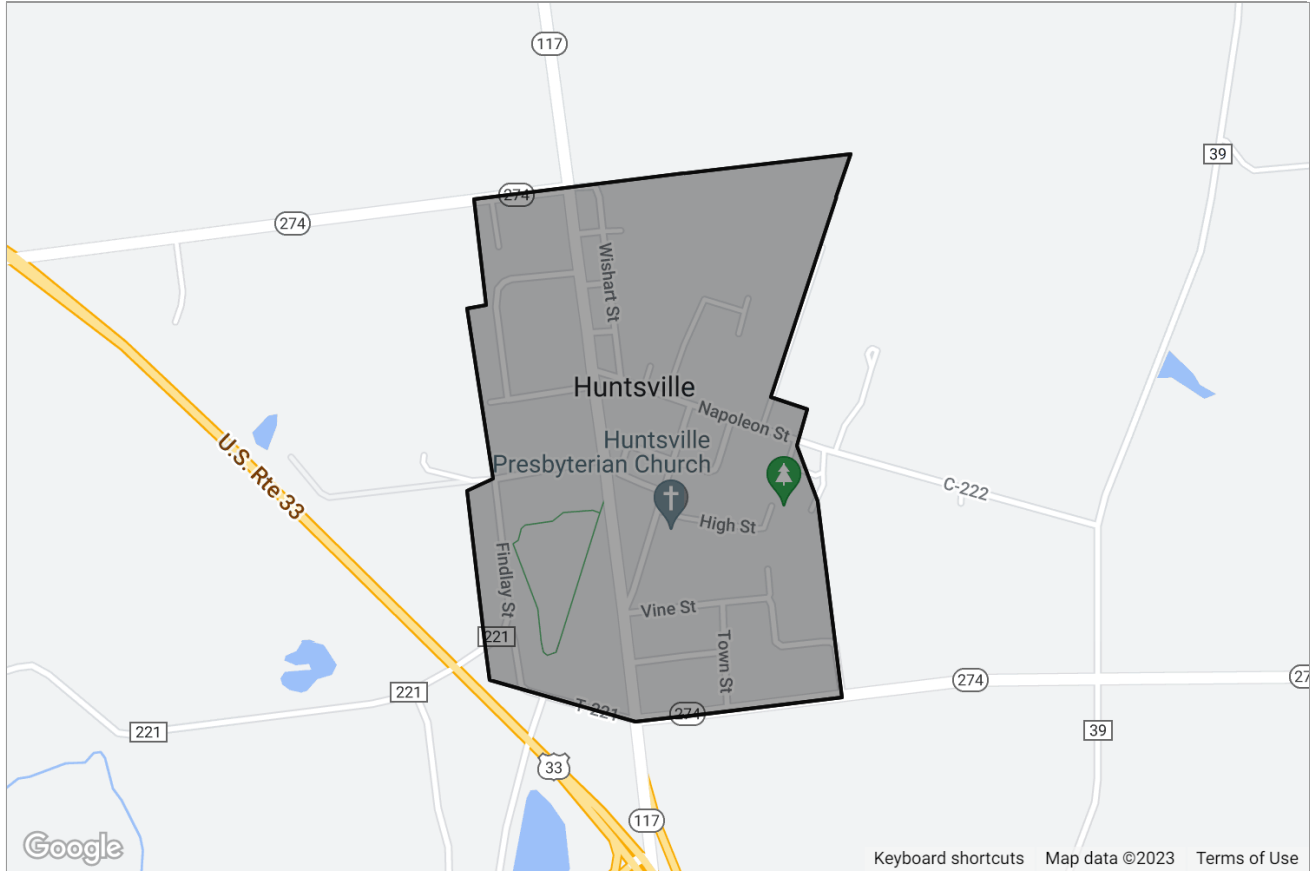 117
39
274
274
Wishart St
Huntsville
Napoleon St
Huntsville
Presbyterian Church
U.S. Rte 33
C-222
High St
Findlay St
Vine St
221
Town St
274
27
221
T-221
274
221
39
33
117
Google
Keyboard shortcuts Map data ©2023 Terms of Use